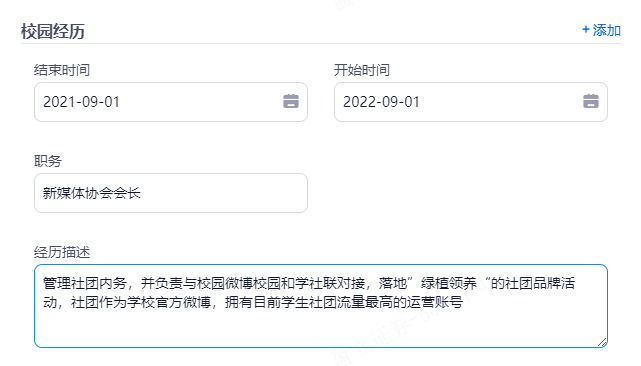 校园经历
+ 添加
结束时间
开始时间
2021-09-01
2022-09-01
职务
新媒体协会会长
经历描述
管理社团内务，并负责与校园微博校园和学社联对接，落地”绿植领养“的社团品牌活
动，社团作为学校官方微博，拥有目前学生社团流量最高的运营账号